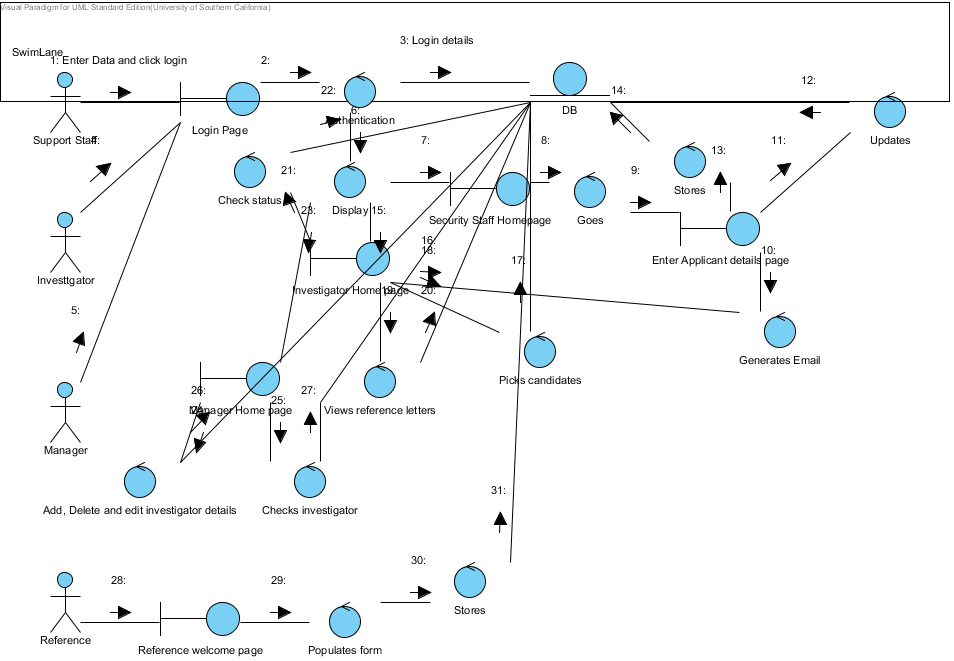 Visual Paradigm for UML Standard Edition(University of Southern California)
3: Login details
SwimLane
1: Enter Data and click login
2:
12:
22:
14:
6:
DB
Authentication
Login Page
Support Staff
4:
Updates
7:
8:
11:
13:
21:
9:
Stores
Check status
Display
15:
23:
Security Staff Homepage
Goes
16:
18:
10:
17:
Enter Applicant details page
Investtgator
Investigator Home page
19:
20:
5:
Generates Email
Picks candidates
26:
27:
25:
Manager Home page
Views reference letters
Manager
Add, Delete and edit investigator details
Checks investigator
31:
30:
28:
29:
Stores
Reference
Reference welcome page
Populates form